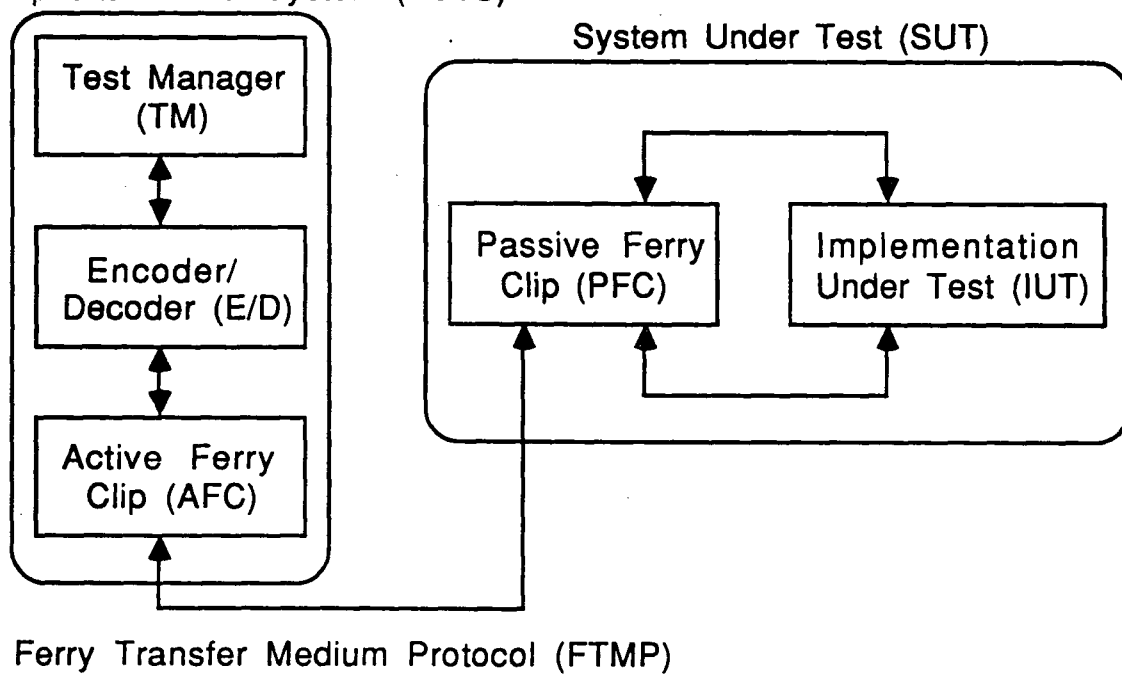 System Under Test (SUT)
Test Manager
(TM)
Encoder/
Decoder (E/D)
Active Ferry
Clip (AFC)
Passive Ferry
Clip (PFC)
Implementation
Under Test (IUT)
Ferry Transfer Medium Protocol (FTMP)